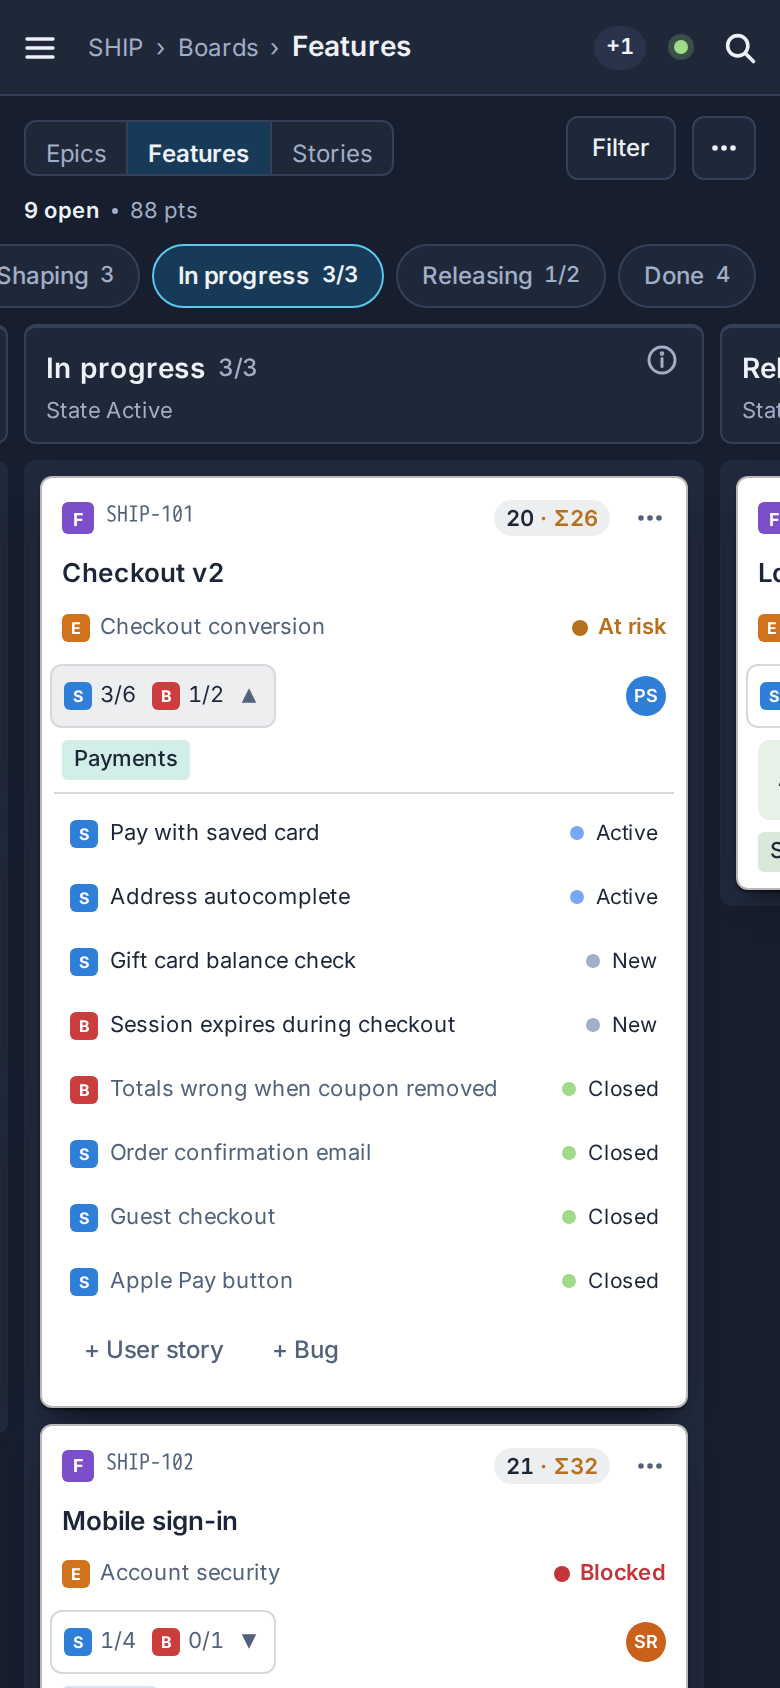 SHIP › Boards › Features +1
Epics Features Stories Filter •••
9 open • 88 pts
Shaping 3 In progress 3/3 Releasing 1/2 Done 4
In progress 3/3
State Active
F SHIP-101 20 · Σ26 •••
Checkout v2
E Checkout conversion At risk
S 3/6 B 1/2 ▲ PS
Payments
S Pay with saved card Active
S Address autocomplete Active
S Gift card balance check New
B Session expires during checkout New
B Totals wrong when coupon removed Closed
S Order confirmation email Closed
S Guest checkout Closed
S Apple Pay button Closed
+ User story + Bug
F SHIP-102 21 · Σ32 •••
Mobile sign-in
E Account security Blocked
S 1/4 B 0/1 ▼ SR
F
E
S
S